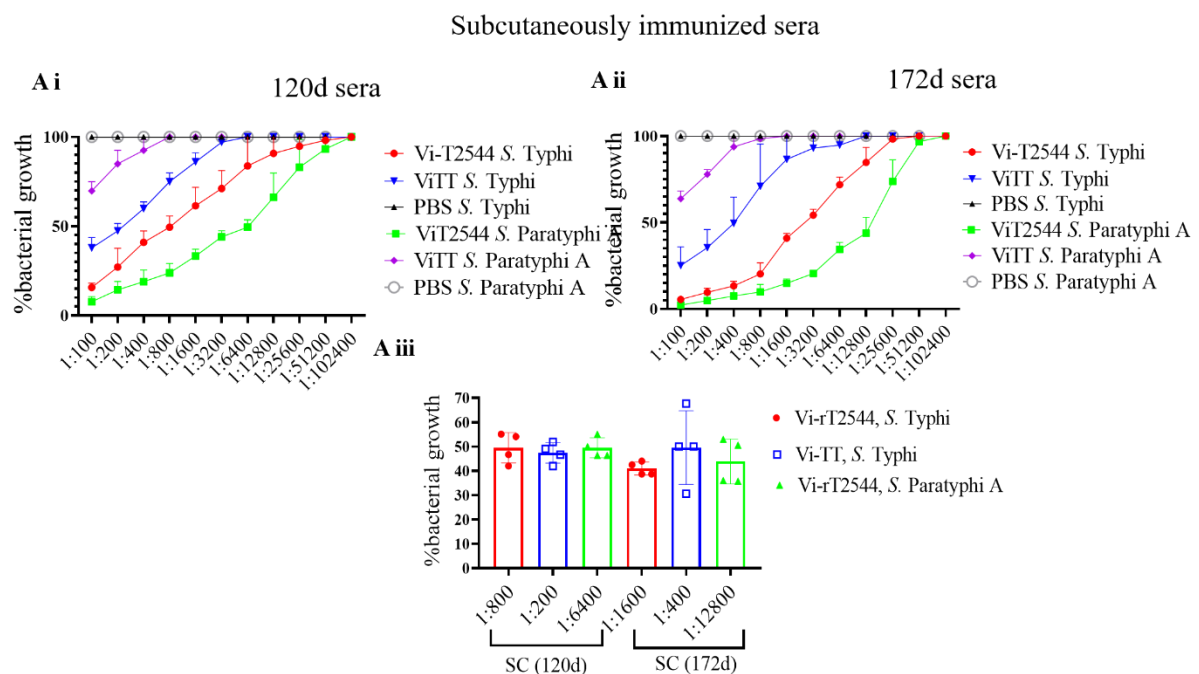 Subcutaneously immunized sera
A i
120d sera
%bacterial growth
100
50
0
1:100
1:200
1:400
1:800
1:1600
1:3200
1:6400
1:12800
1:25600
1:51200
1:102400
Vi-T2544 S. Typhi
ViTT S. Typhi
PBS S. Typhi
ViT2544 S. Paratyphi
ViTT S. Paratyphi A
PBS S. Paratyphi A
A ii
172d sera
%bacterial growth
100
50
0
1:100
1:200
1:400
1:800
1:1600
1:3200
1:6400
1:12800
1:25600
1:51200
1:102400
Vi-T2544 S. Typhi
ViTT S. Typhi
PBS S. Typhi
ViT2544 S. Paratyphi A
ViTT S. Paratyphi A
PBS S. Paratyphi A
A iii
%bacterial growth
70
60
50
40
30
20
10
0
1:800
1:200
1:6400
1:1600
1:400
1:12800
SC (120d)
SC (172d)
Vi-rT2544, S. Typhi
Vi-TT, S. Typhi
Vi-rT2544, S. Paratyphi A